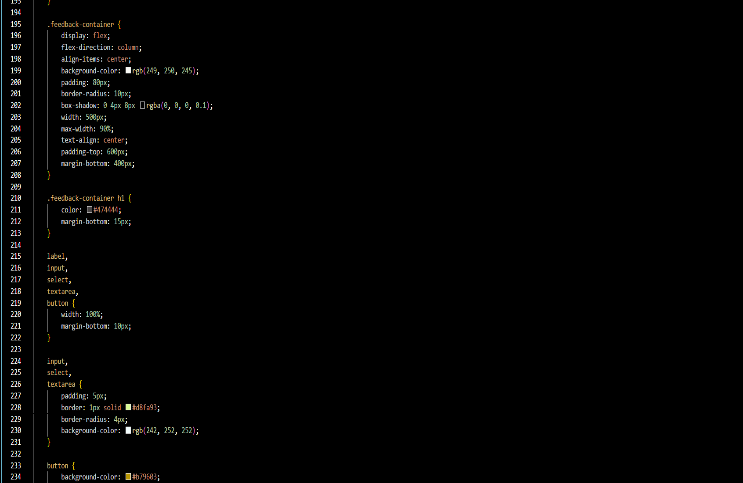 193 }
194
195 .feedback-container {
196 display: flex;
197 flex-direction: column;
198 align-items: center;
199 background-color: rgb(249, 250, 245);
200 padding: 80px;
201 border-radius: 10px;
202 box-shadow: 0 4px 8px rgba(0, 0, 0, 0.1);
203 width: 500px;
204 max-width: 90%;
205 text-align: center;
206 padding-top: 600px;
207 margin-bottom: 400px;
208 }
209
210 .feedback-container h1 {
211 color: #474444;
212 margin-bottom: 15px;
213 }
214
215 label,
216 input,
217 select,
218 textarea,
219 button {
220 width: 100%;
221 margin-bottom: 10px;
222 }
223
224 input,
225 select,
226 textarea {
227 padding: 5px;
228 border: 1px solid #d8fa93;
229 border-radius: 4px;
230 background-color: rgb(242, 252, 252);
231 }
232
233 button {
234 background-color: #b79603;